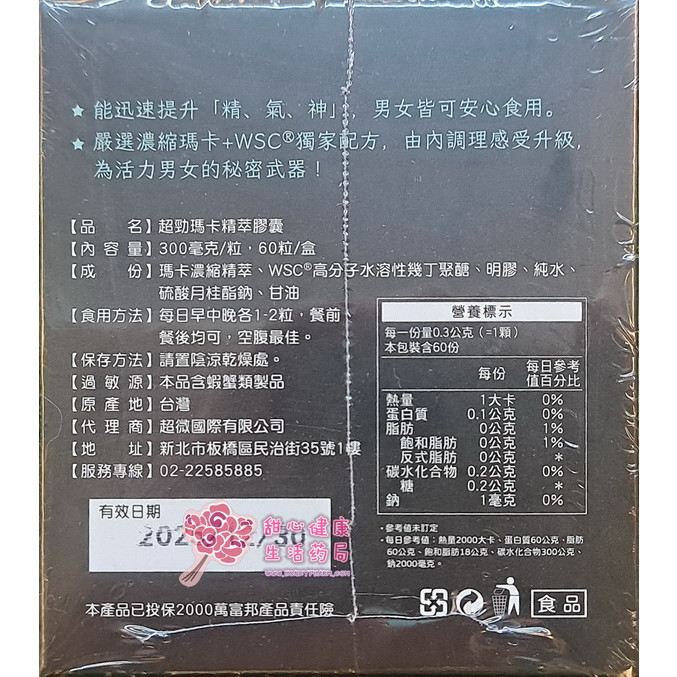 ★ 能迅速提升「精、氣、神」, 男女皆可安心食用。
★ 嚴選濃縮瑪卡+WSC®獨家配方, 由內調理感受升級,
為活力男女的秘密武器!
【品 名】超勁瑪卡精萃膠囊
【內 容 量】300毫克/粒, 60粒/盒
【成 份】瑪卡濃縮精萃、WSC®高分子水溶性幾丁聚醣、明膠、純水、
硫酸月桂酯鈉、甘油
【食用方法】每日早中晚各1-2粒, 餐前、
餐後均可, 空腹最佳。
【保存方法】請置陰涼乾燥處。
【過 敏 源】本品含蝦蟹類製品
【原 產 地】台灣
【代 理 商】超微國際有限公司
【地 址】新北市板橋區民治街35號1樓
【服務專線】02-22585885
營養標示
每一份量0.3公克 (=1顆)
本包裝含60份
每份 每日參考值百分比
熱量 1大卡 0%
蛋白質 0.1公克 0%
脂肪 0公克 1%
飽和脂肪 0公克 1%
反式脂肪 0公克 *
碳水化合物 0.2公克 0%
糖 0.2公克 *
鈉 1毫克 0%
*參考值未訂定
*每日參考值:熱量2000大卡、蛋白質60公克、脂肪
60公克、飽和脂肪18公克、碳水化合物300公克、
鈉2000毫克。
有效日期
甜心健康
生活药局
本產品已投保2000萬富邦產品責任險
食品